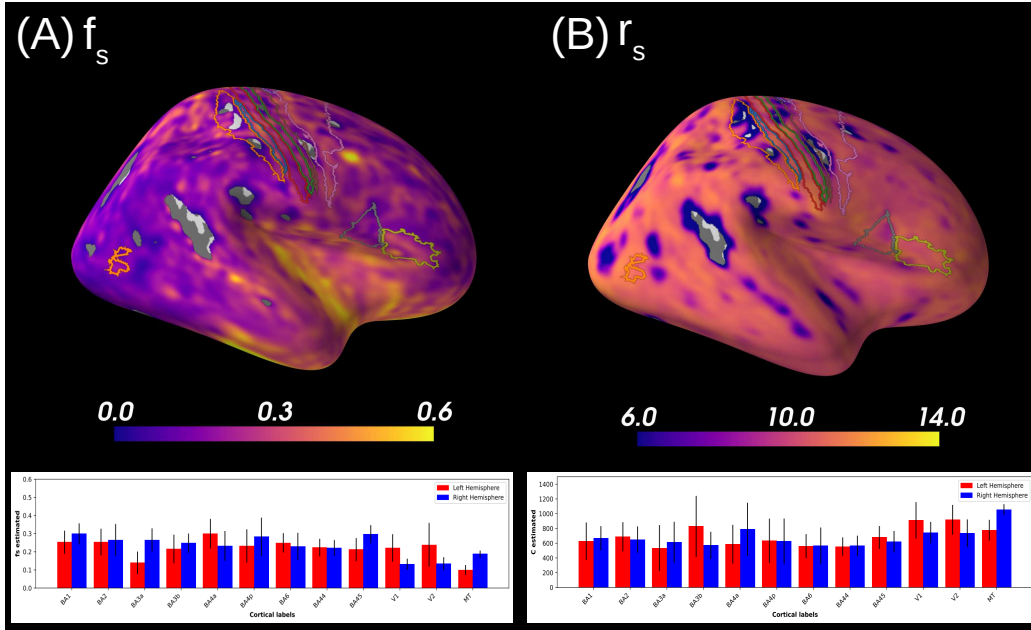 (A) fs
(B) rs
0.0 0.3 0.6
6.0 10.0 14.0
0.6
0.5
0.4
0.3
0.2
0.1
0.0
fs estimated
Left Hemisphere
Right Hemisphere
BA1 BA2 BA3a BA3b BA4a BA4p BA6 BA44 BA45 V1 V2 MT
Cortical labels
1400
1200
1000
800
600
400
200
0
C estimated
Left Hemisphere
Right Hemisphere
BA1 BA2 BA3a BA3b BA4a BA4p BA6 BA44 BA45 V1 V2 MT
Cortical labels